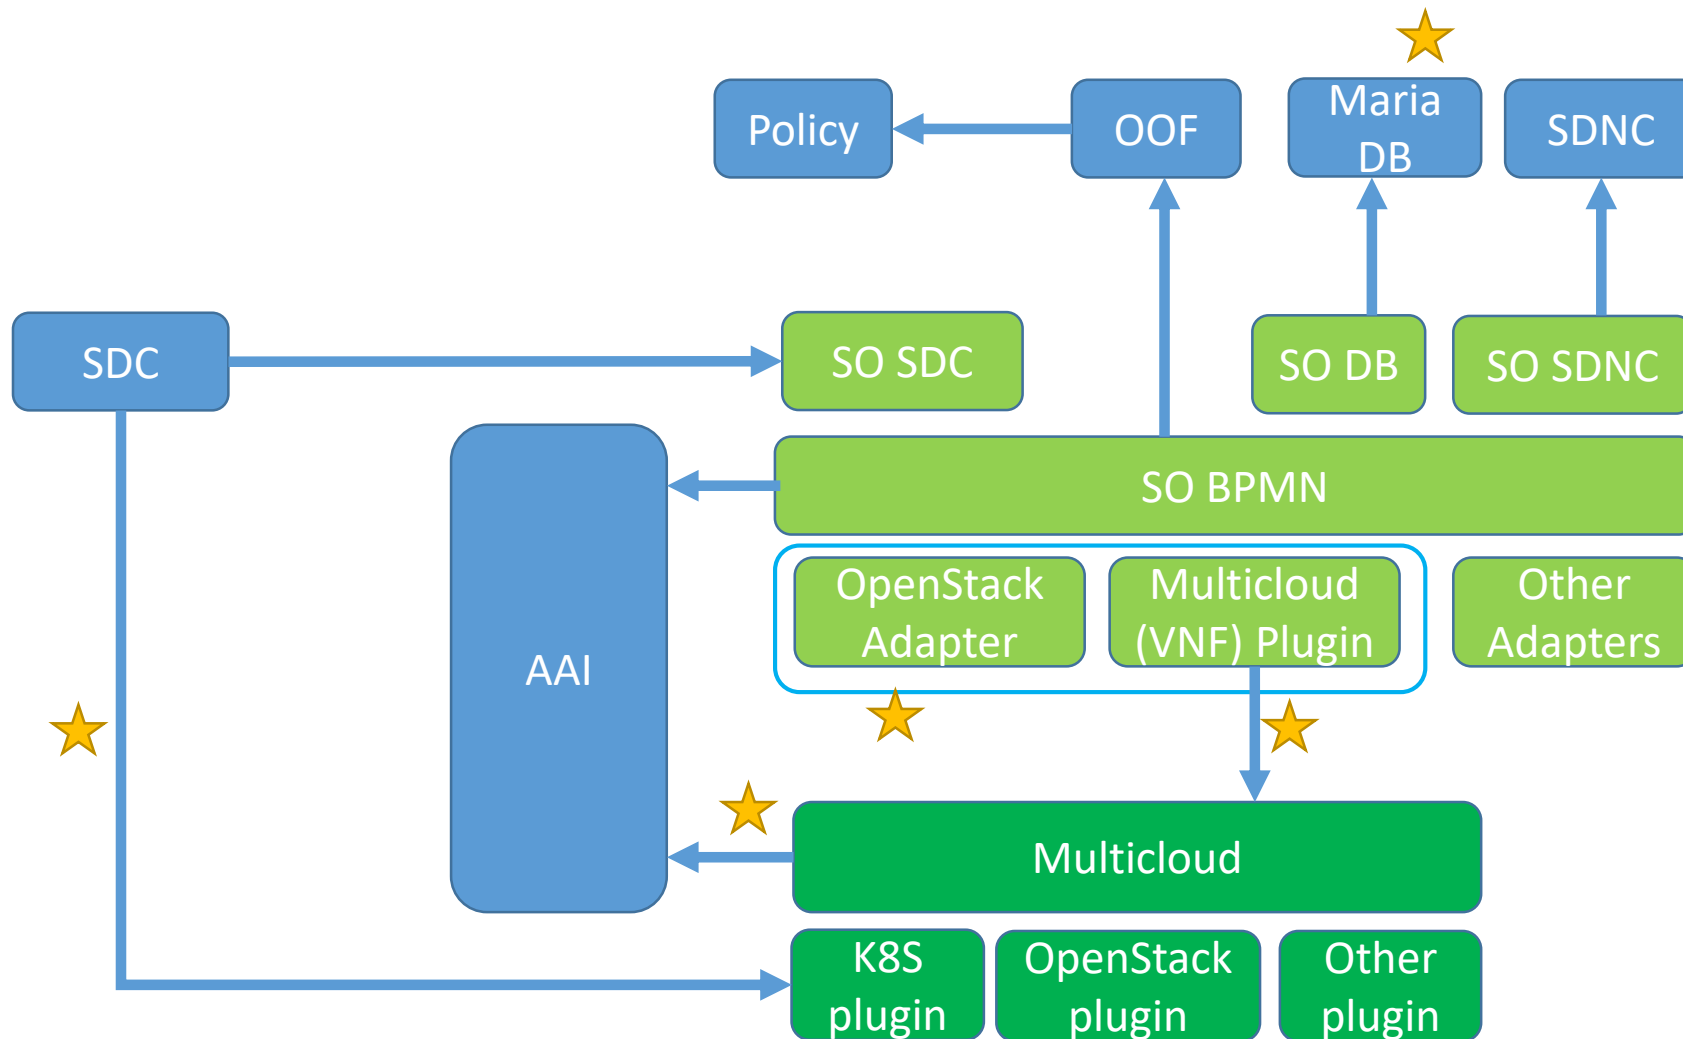 Policy
OOF
Maria
DB
SDNC
SDC
SO SDC
SO DB
SO SDNC
SO BPMN
AAI
OpenStack
Adapter
Multicloud
(VNF) Plugin
Other
Adapters
Multicloud
K8S
plugin
OpenStack
plugin
Other
plugin